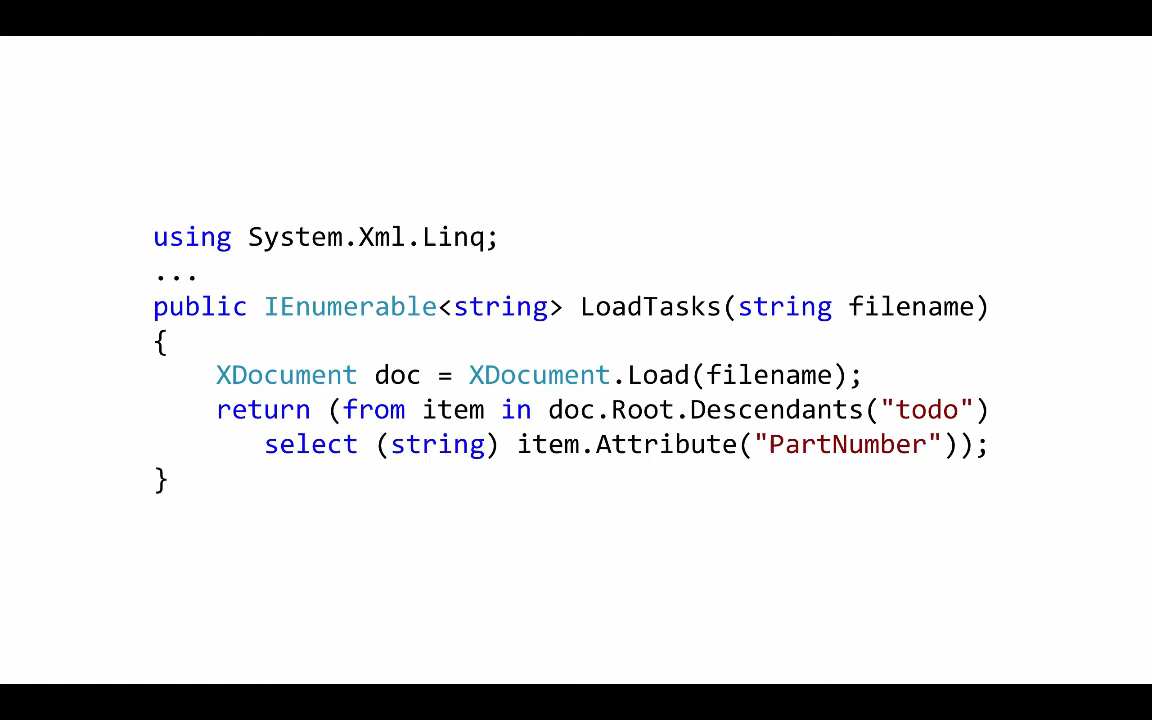 using System.Xml.Linq;
...
public IEnumerable<string> LoadTasks(string filename)
{
    XDocument doc = XDocument.Load(filename);
    return (from item in doc.Root.Descendants("todo")
       select (string) item.Attribute("PartNumber"));
}